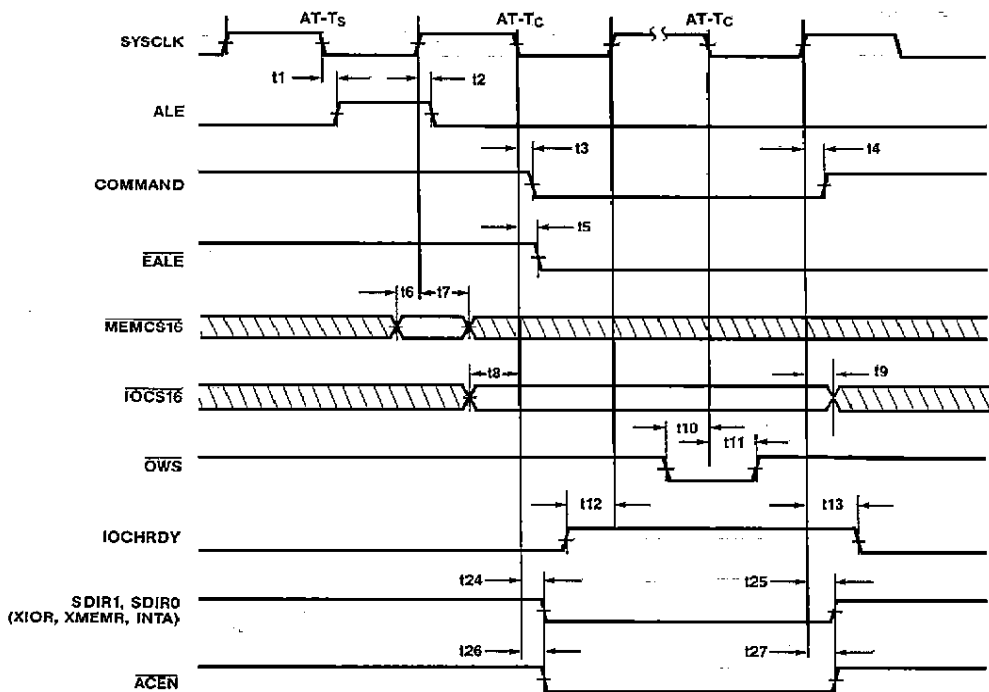 AT-TS AT-TC AT-TC
SYSCLK
t1 t2
ALE
t3 t4
COMMAND
t5
EALE
t6 t7
MEMCS16
t8 t9
IOCS16
t10
t11
OWS
t12 t13
IOCHRDY
t24 t25
SDIR1, SDIR0
(XIOR, XMEMR, INTA)
t26 t27
ACEN